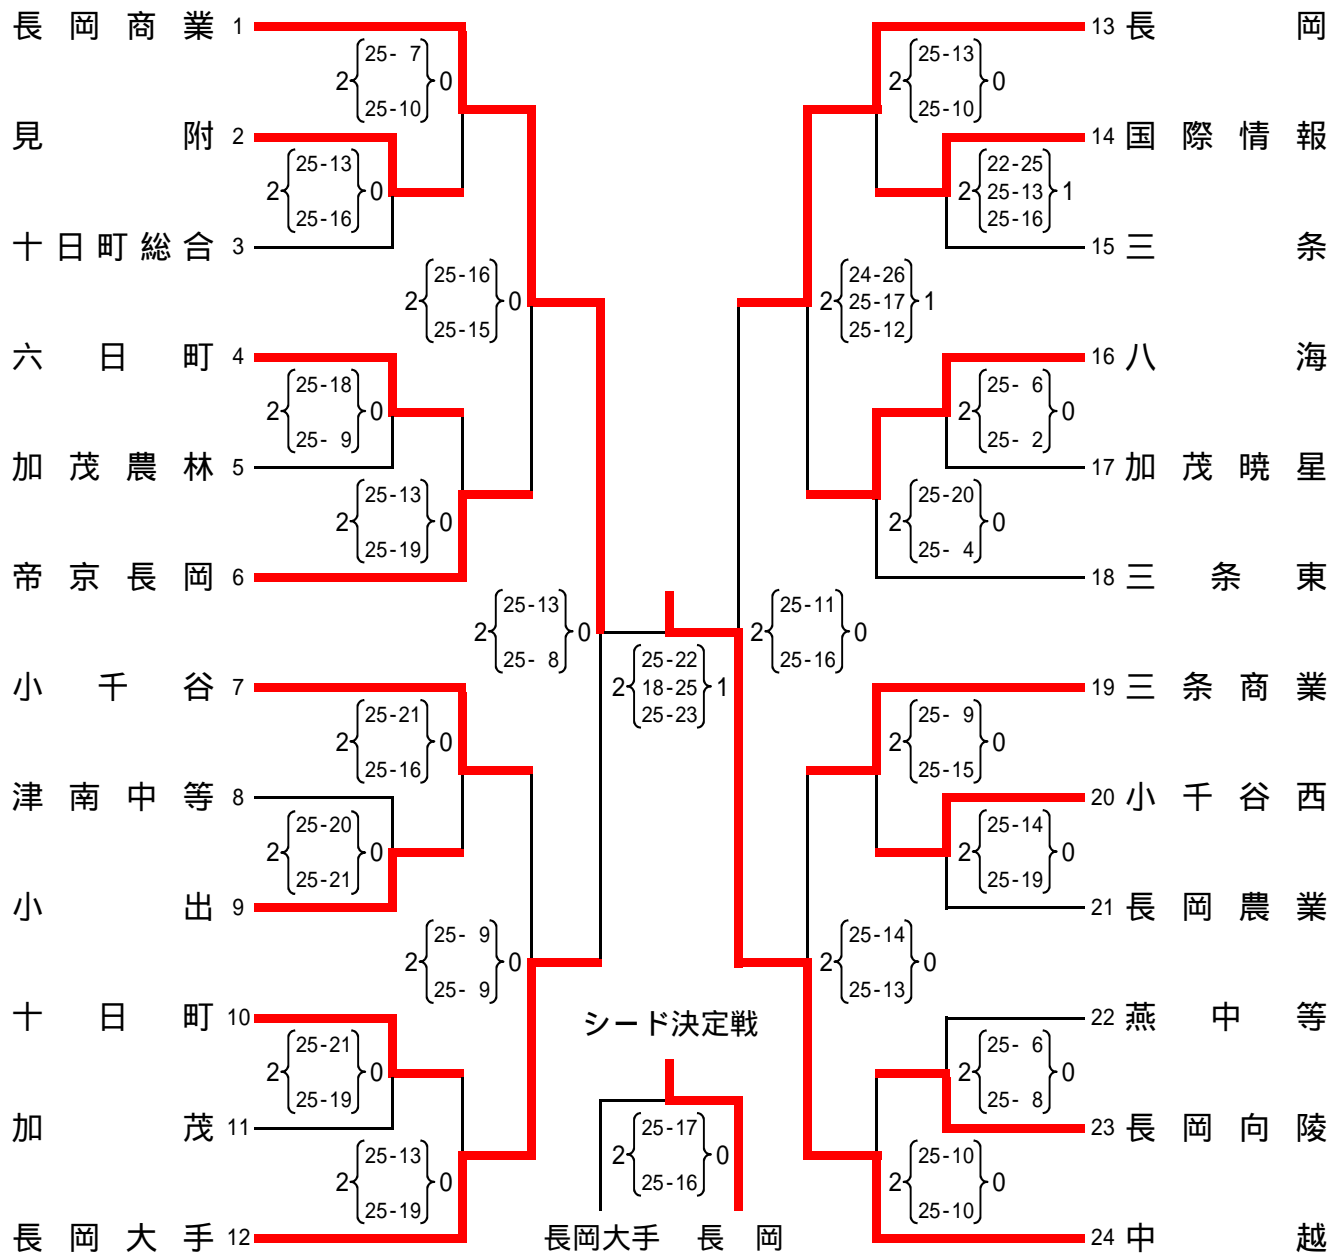 長岡商業 1
2 25- 7 0
25-10
見附 2
2 25-13 0
25-16
十日町総合 3
2 25-16 0
25-15
六日町 4
2 25-18 0
25- 9
加茂農林 5
2 25-13 0
25-19
帝京長岡 6
2 25-13 0
25- 8
小千谷 7
2 25-21 0
25-16
津南中等 8
2 25-20 0
25-21
小出 9
2 25- 9 0
25- 9
十日町 10
2 25-21 0
25-19
加茂 11
2 25-13 0
25-19
長岡大手 12
2 25-22 1
18-25
25-23
シード決定戦
2 25-17 0
25-16
長岡大手 長岡
13 長岡
2 25-13 0
25-10
14 国際情報
2 22-25 1
25-13
25-16
15 三条
2 24-26 1
25-17
25-12
16 八海
2 25- 6 0
25- 2
17 加茂暁星
2 25-20 0
25- 4
18 三条東
2 25-11 0
25-16
19 三条商業
2 25- 9 0
25-15
20 小千谷西
2 25-14 0
25-19
21 長岡農業
2 25-14 0
25-13
22 燕中等
2 25- 6 0
25- 8
23 長岡向陵
2 25-10 0
25-10
24 中越